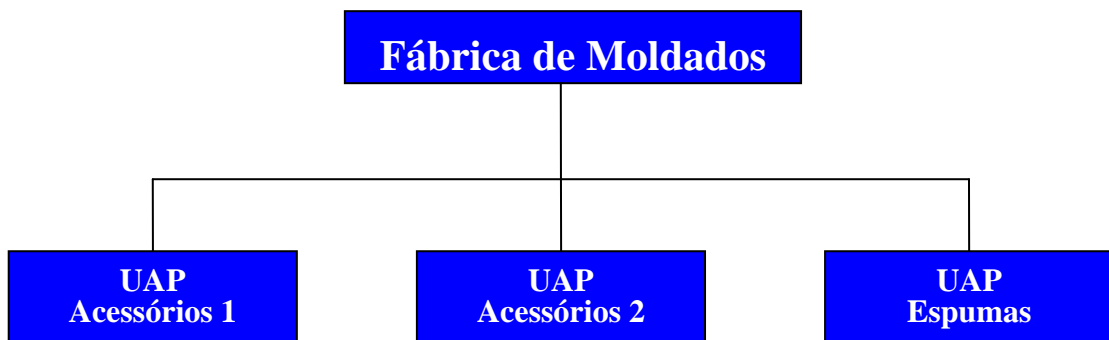 Fábrica de Moldados
UAP
Acessórios 1
UAP
Acessórios 2
UAP
Espumas